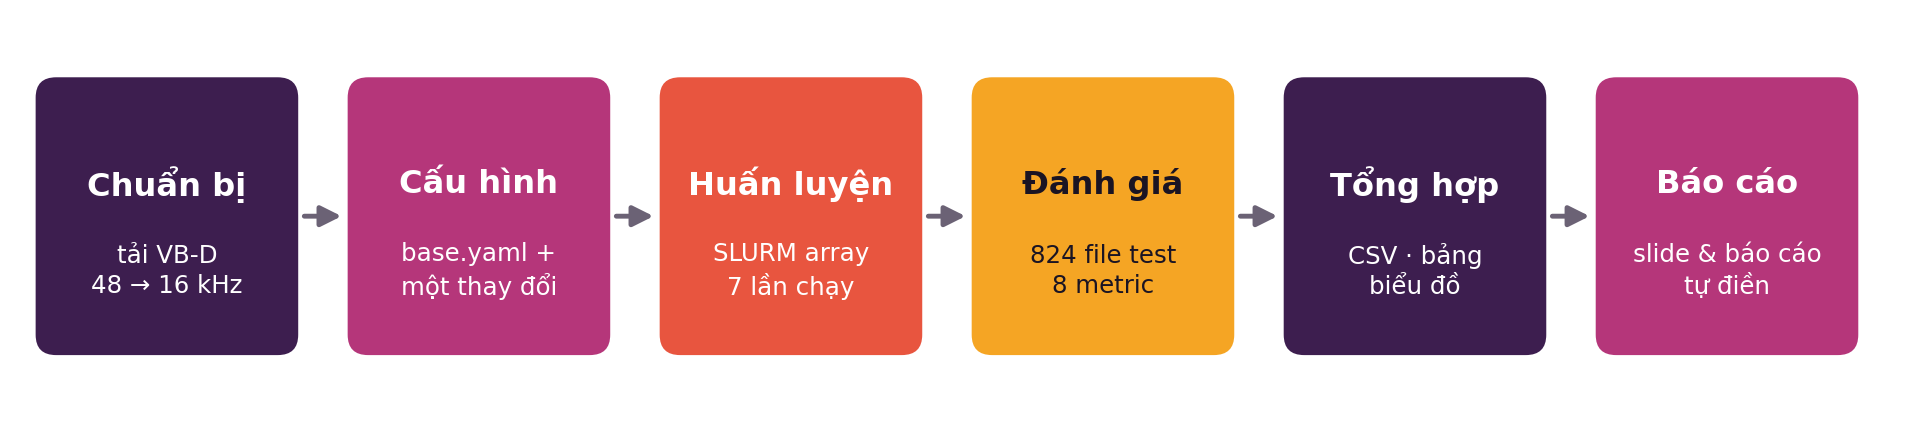 Chuẩn bị
tải VB-D
48 → 16 kHz
Cấu hình
base.yaml +
một thay đổi
Huấn luyện
SLURM array
7 lần chạy
Đánh giá
824 file test
8 metric
Tổng hợp
CSV · bảng
biểu đồ
Báo cáo
slide & báo cáo
tự điền